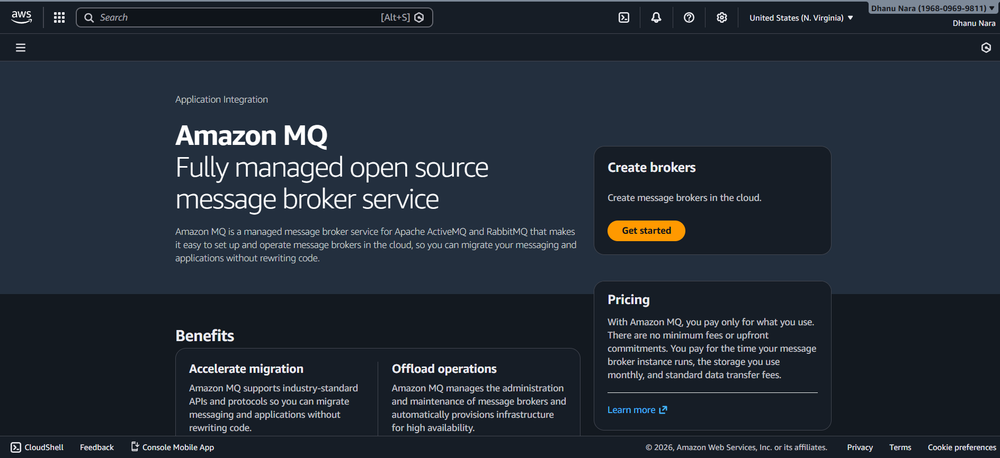 aws
Search
[Alt+S]
United States (N. Virginia)
Dhanu Nara (1968-0969-9811)
Dhanu Nara
Application Integration
Amazon MQ
Fully managed open source
message broker service
Amazon MQ is a managed message broker service for Apache ActiveMQ and RabbitMQ that makes
it easy to set up and operate message brokers in the cloud, so you can migrate your messaging and
applications without rewriting code.
Create brokers
Create message brokers in the cloud.
Get started
Pricing
With Amazon MQ, you pay only for what you use.
There are no minimum fees or upfront
commitments. You pay for the time your message
broker instance runs, the storage you use
monthly, and standard data transfer fees.
Learn more
Benefits
Accelerate migration
Amazon MQ supports industry-standard
APIs and protocols so you can migrate
messaging and applications without
rewriting code.
Offload operations
Amazon MQ manages the administration
and maintenance of message brokers and
automatically provisions infrastructure
for high availability.
CloudShell
Feedback
Console Mobile App
© 2026, Amazon Web Services, Inc. or its affiliates.
Privacy
Terms
Cookie preferences